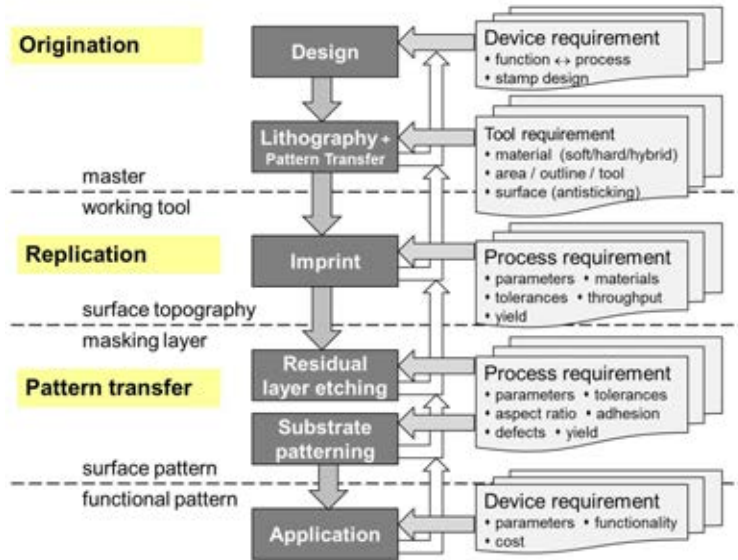 Origination
Design
Device requirement
• function ↔ process
• stamp design
Lithography +
Pattern Transfer
Tool requirement
• material (soft/hard/hybrid)
• area / outline / tool
• surface (antisticking)
master
working tool
Replication
Imprint
Process requirement
• parameters • materials
• tolerances • throughput
• yield
surface topography
masking layer
Pattern transfer
Residual
layer etching
Process requirement
• parameters • tolerances
• aspect ratio • adhesion
• defects • yield
Substrate
patterning
surface pattern
functional pattern
Application
Device requirement
• parameters • functionality
• cost